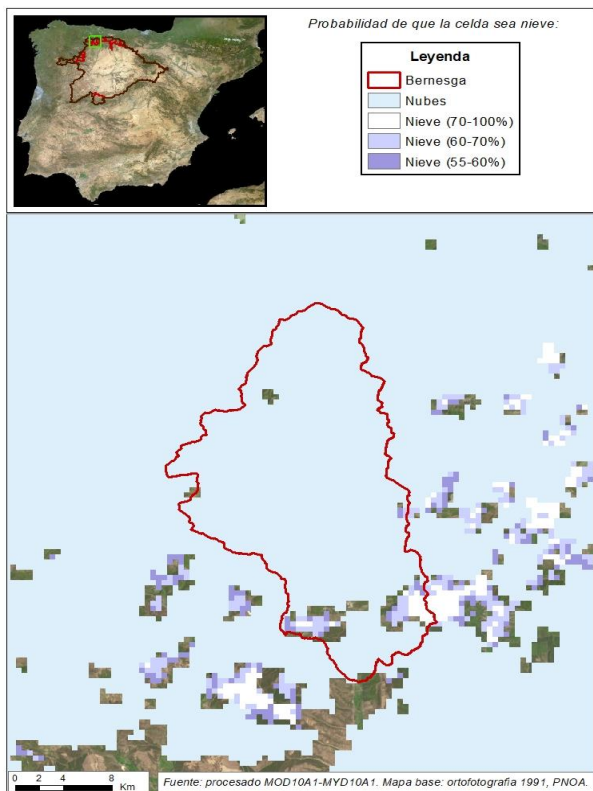 Probabilidad de que la celda sea nieve:
Leyenda
Bernesga
Nubes
Nieve (70-100%)
Nieve (60-70%)
Nieve (55-60%)
0 2 4 8
Km
Fuente: procesado MOD10A1-MYD10A1. Mapa base: ortofotografia 1991, PNOA.